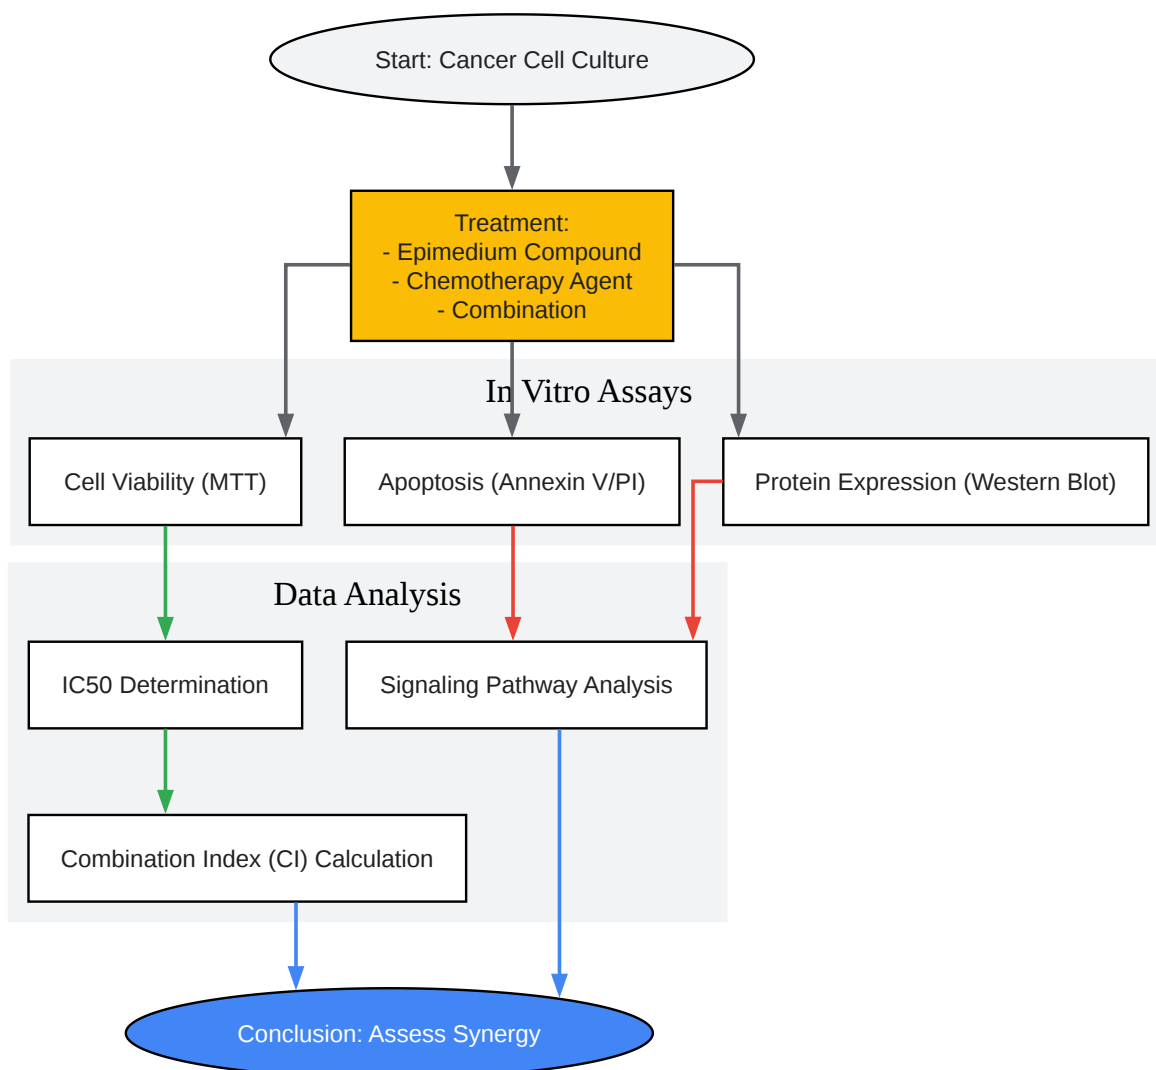 Start: Cancer Cell Culture
Treatment:
- Epimedium Compound
- Chemotherapy Agent
- Combination
In Vitro Assays
Cell Viability (MTT)
Apoptosis (Annexin V/PI)
Protein Expression (Western Blot)
Data Analysis
IC50 Determination
Signaling Pathway Analysis
Combination Index (CI) Calculation
Conclusion: Assess Synergy